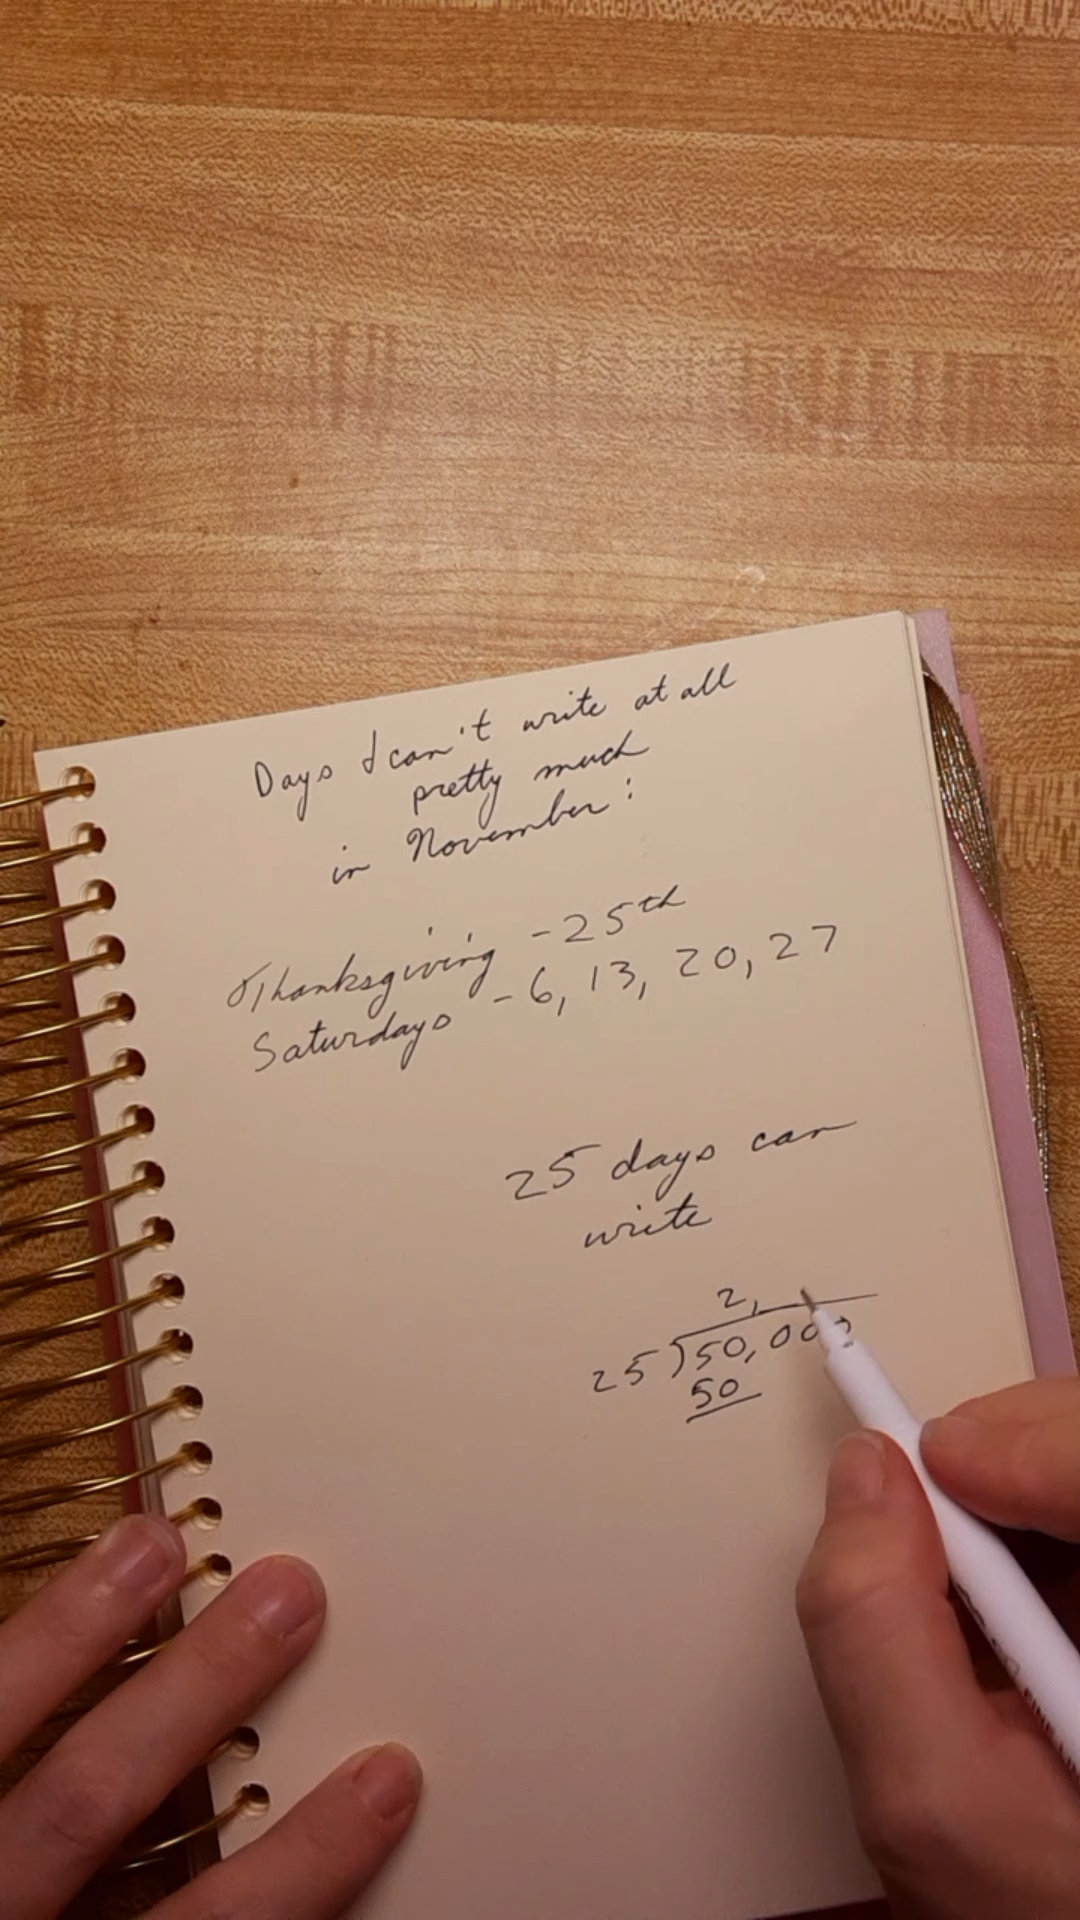 Days I can't write at all
pretty much
in November:
Thanksgiving - 25th
Saturdays - 6, 13, 20, 27
25 days can
write
2,
25)50,000
50